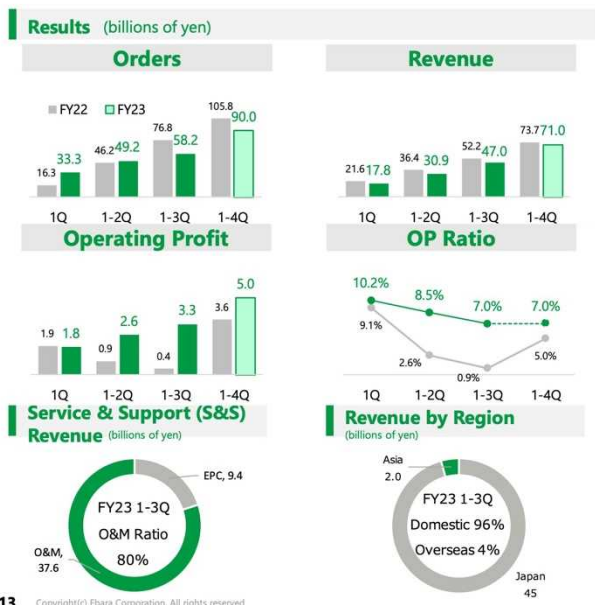 Results (billions of yen)
Orders
FY22 FY23
16.3 33.3 46.2 49.2 76.8 58.2 105.8 90.0
1Q 1-2Q 1-3Q 1-4Q
Revenue
21.6 17.8 36.4 30.9 52.2 47.0 73.7 71.0
1Q 1-2Q 1-3Q 1-4Q
Operating Profit
1.9 1.8 0.9 2.6 0.4 3.3 3.6 5.0
1Q 1-2Q 1-3Q 1-4Q
OP Ratio
10.2% 8.5% 7.0% 7.0%
9.1% 2.6% 0.9% 5.0%
1Q 1-2Q 1-3Q 1-4Q
Service & Support (S&S)
Revenue (billions of yen)
EPC, 9.4
FY23 1-3Q
O&M Ratio
80%
O&M,
37.6
Revenue by Region
(billions of yen)
Asia
2.0
FY23 1-3Q
Domestic 96%
Overseas 4%
Japan
45
13 Copyright(c) Ebara Corporation. All rights reserved